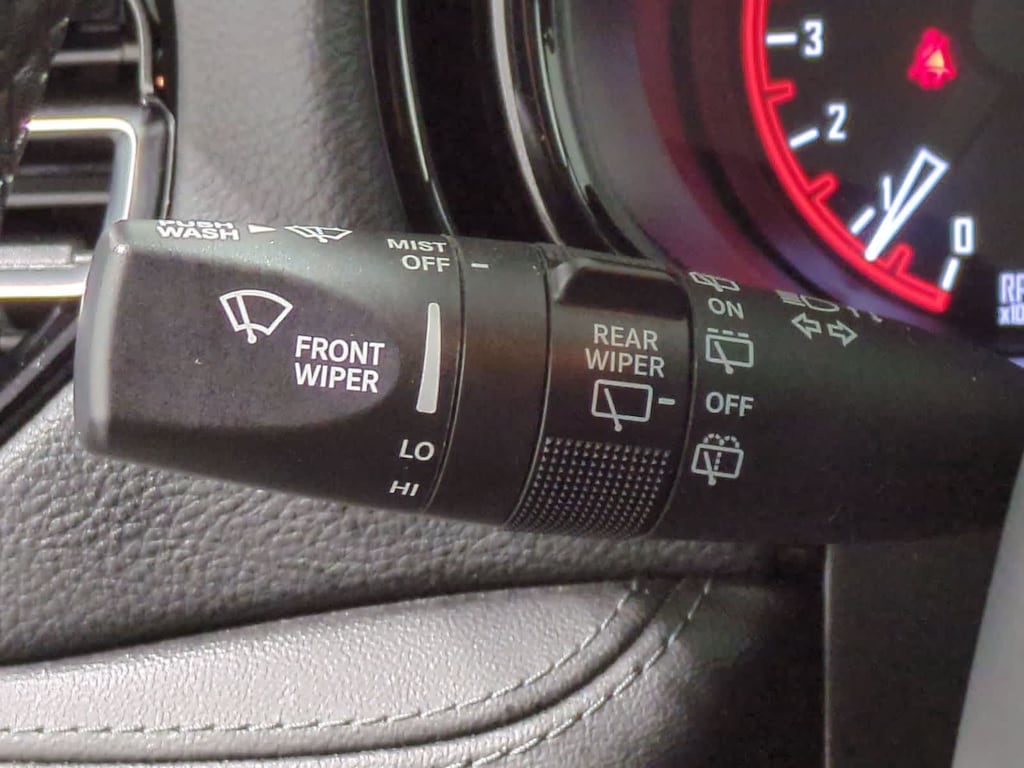 PUSH
WASH
MIST
OFF
FRONT
WIPER
LO
HI
REAR
WIPER
ON
OFF
3
2
1
0